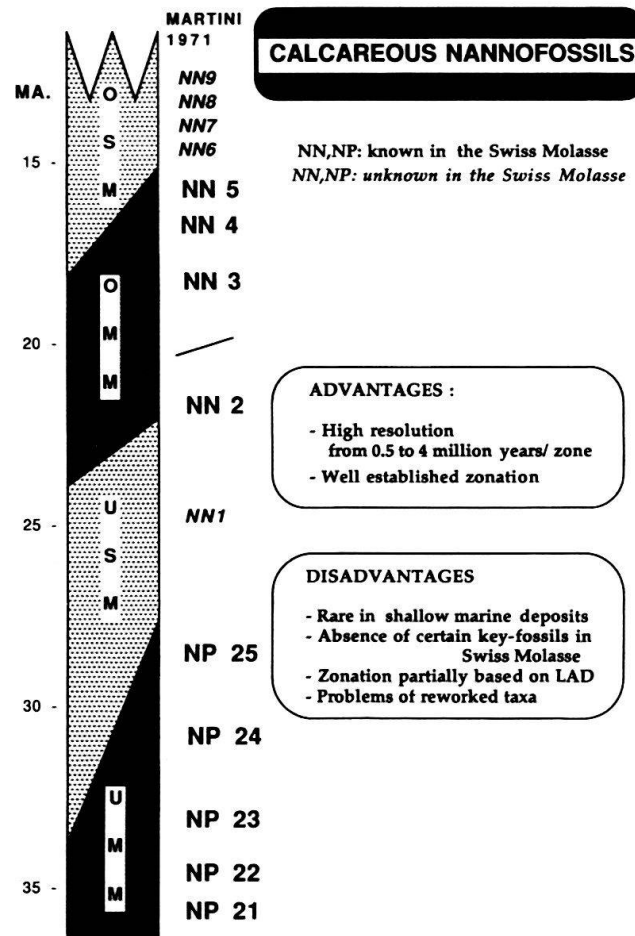 MARTINI
1971
CALCAREOUS NANNOFOSSILS
MA.
NN9
NN8
NN7
NN6
15 -
NN,NP: known in the Swiss Molasse
NN,NP: unknown in the Swiss Molasse
O
S
M
NN 5
NN 4
NN 3
O
M
M
20 -
NN 2
ADVANTAGES :
- High resolution
from 0.5 to 4 million years/ zone
- Well established zonation
U
S
M
25 -
NN1
DISADVANTAGES
- Rare in shallow marine deposits
- Absence of certain key-fossils in
Swiss Molasse
- Zonation partially based on LAD
- Problems of reworked taxa
NP 25
30 -
NP 24
U
M
M
NP 23
NP 22
35 -
NP 21